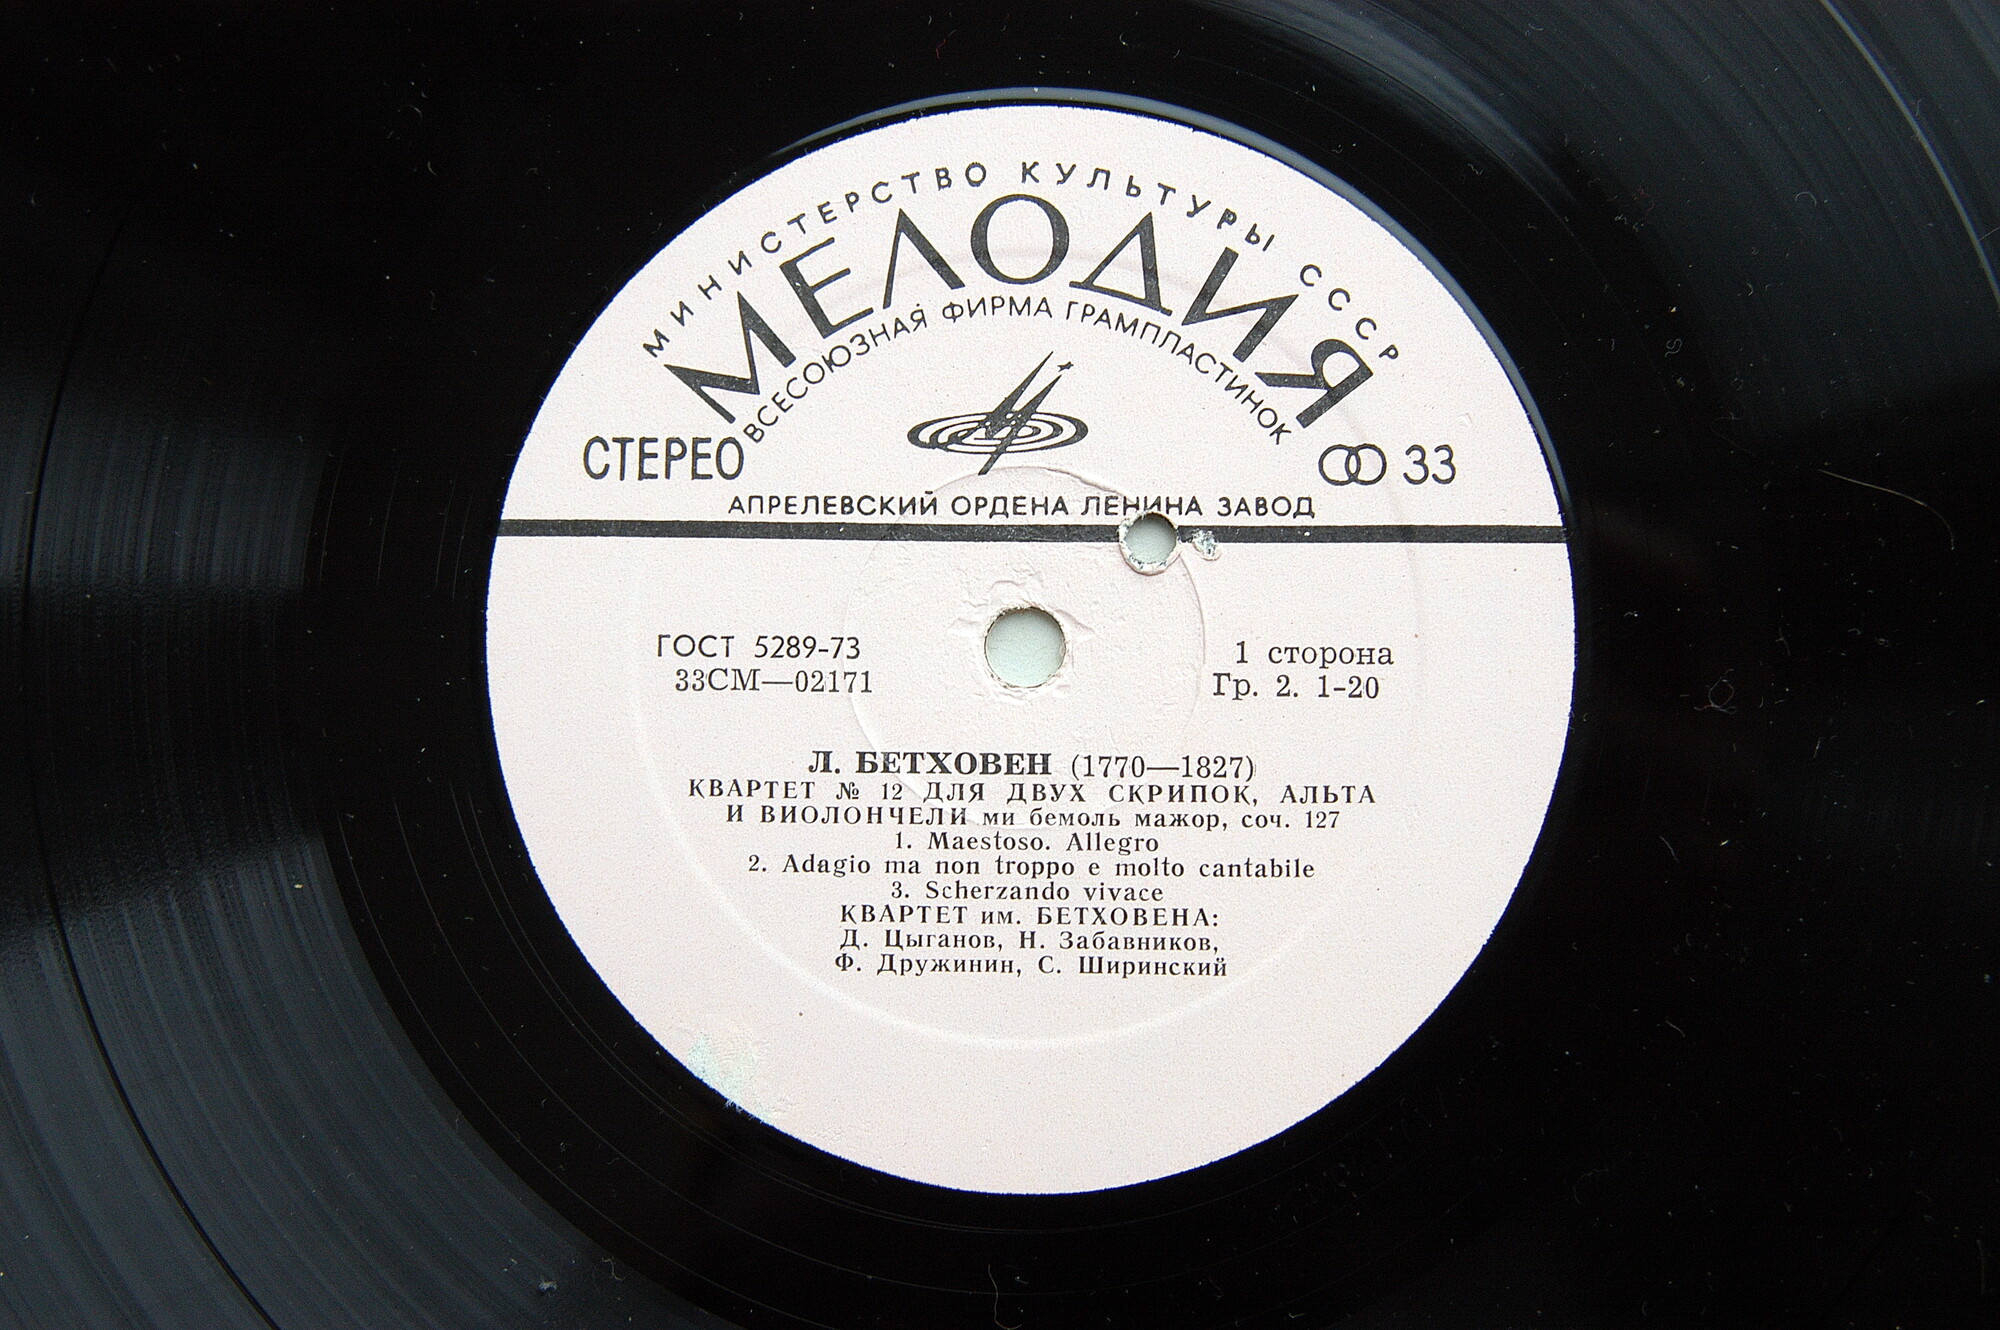 МИНИСТЕРСТВО КУЛЬТУРЫ СССР
МЕЛОДИЯ
ВСЕСОЮЗНАЯ ФИРМА ГРАМПЛАСТИНОК
СТЕРЕО
33
АПРЕЛЕВСКИЙ ОРДЕНА ЛЕНИНА ЗАВОД
ГОСТ 5289-73
33СМ—02171
1 сторона
Гр. 2. 1-20
Л. БЕТХОВЕН (1770—1827)
КВАРТЕТ № 12 ДЛЯ ДВУХ СКРИПОК, АЛЬТА
И ВИОЛОНЧЕЛИ ми бемоль мажор, соч. 127
1. Maestoso. Allegro
2. Adagio ma non troppo e molto cantabile
3. Scherzando vivace
КВАРТЕТ им. БЕТХОВЕНА:
Д. Цыганов, Н. Забавников,
Ф. Дружинин, С. Ширинский